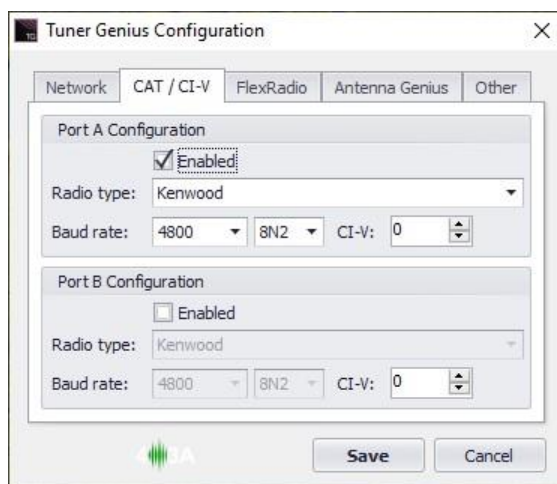 Tuner Genius Configuration
Network CAT / CI-V FlexRadio Antenna Genius Other
Port A Configuration
Enabled
Radio type: Kenwood
Baud rate: 4800 8N2 CI-V: 0
Port B Configuration
Enabled
Radio type: Kenwood
Baud rate: 4800 8N2 CI-V: 0
Save Cancel